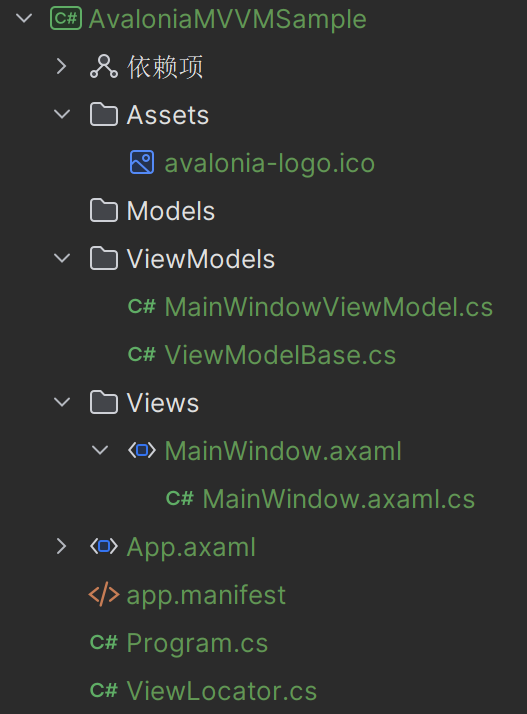 C# AvaloniaMVVMSample
依赖项
Assets
avalonia-logo.ico
Models
ViewModels
C# MainWindowViewModel.cs
C# ViewModelBase.cs
Views
MainWindow.axaml
C# MainWindow.axaml.cs
App.axaml
app.manifest
C# Program.cs
C# ViewLocator.cs